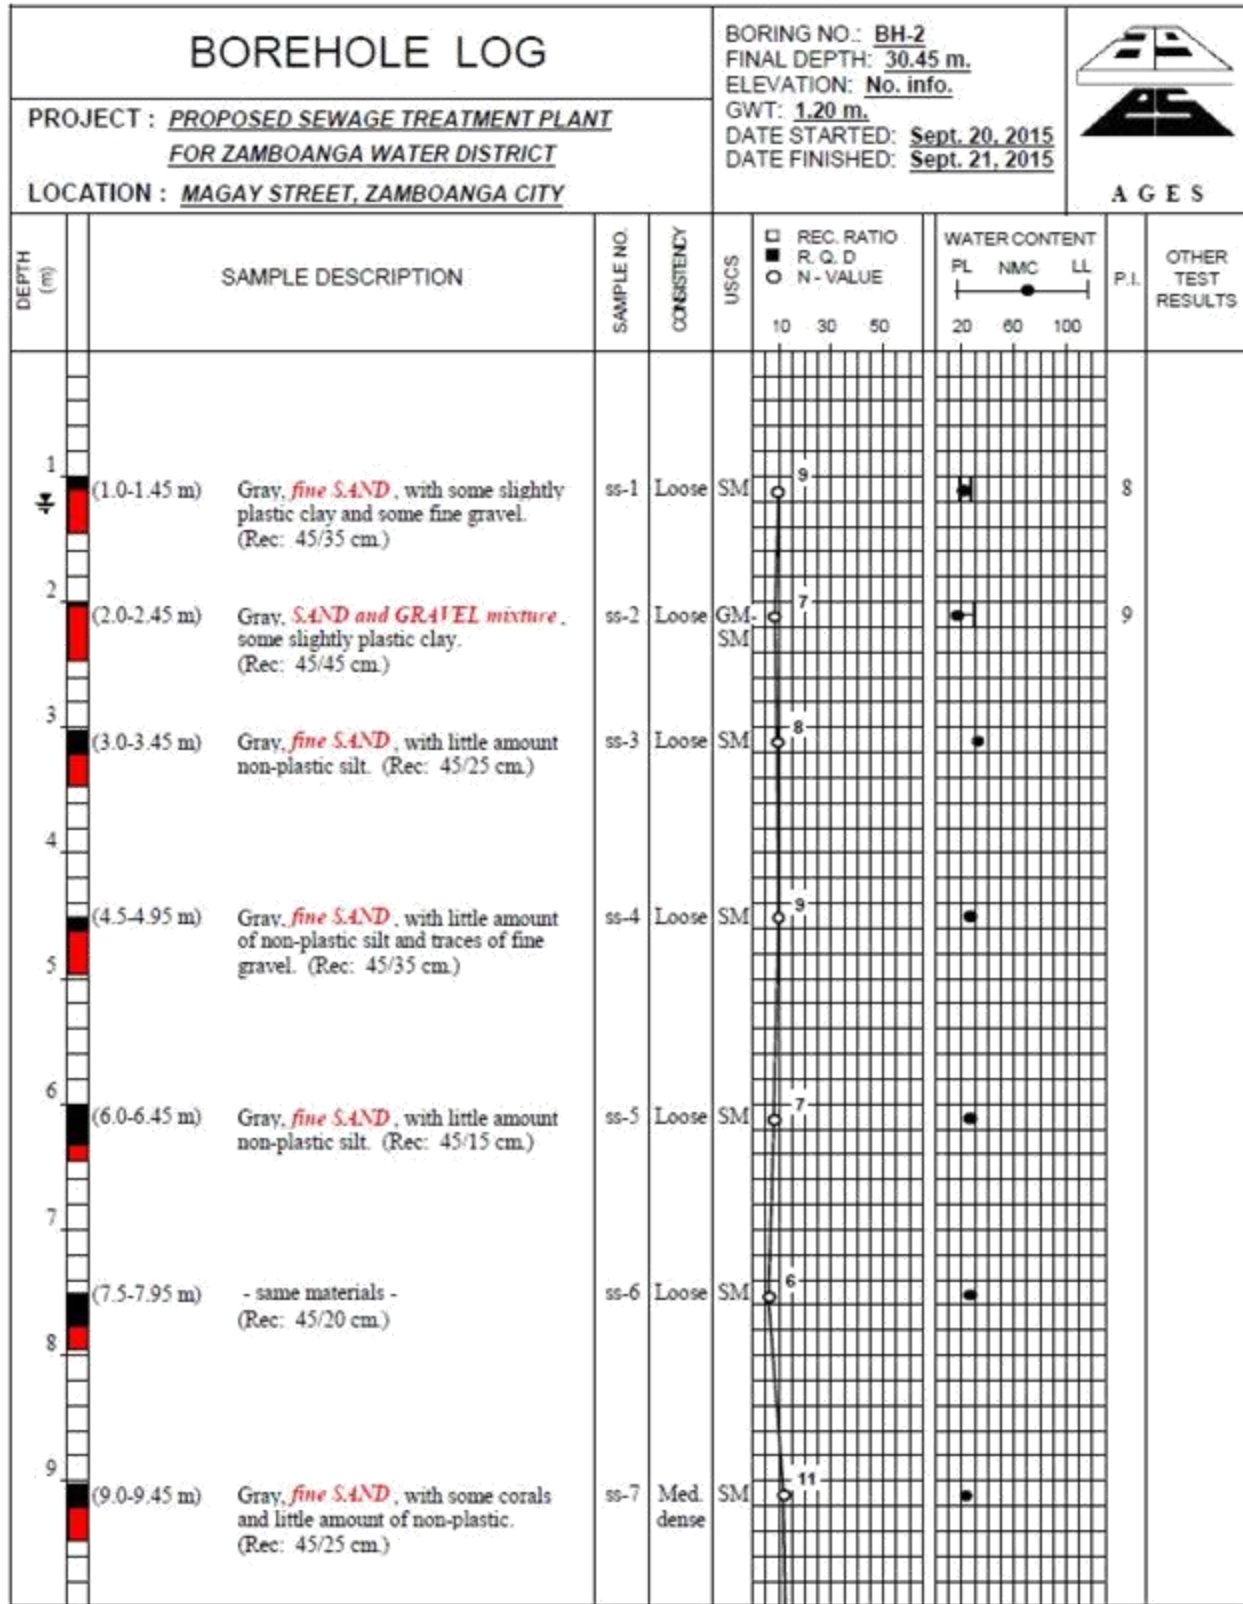 BOREHOLE LOG
PROJECT : PROPOSED SEWAGE TREATMENT PLANT
FOR ZAMBOANGA WATER DISTRICT
LOCATION : MAGAY STREET, ZAMBOANGA CITY
BORING NO.: BH-2
FINAL DEPTH: 30.45 m.
ELEVATION: No. info.
GWT: 1.20 m.
DATE STARTED: Sept. 20, 2015
DATE FINISHED: Sept. 21, 2015
A G E S
DEPTH (m)
SAMPLE DESCRIPTION
SAMPLE NO.
CONSISTENCY
USCS
REC. RATIO
R. Q. D
N - VALUE
10 30 50
WATER CONTENT
PL NMC LL
20 60 100
P.I.
OTHER
TEST
RESULTS
1
(1.0-1.45 m) Gray, fine SAND , with some slightly ss-1 Loose SM 9 8
plastic clay and some fine gravel.
(Rec: 45/35 cm.)
2
(2.0-2.45 m) Gray, SAND and GRAVEL mixture , ss-2 Loose GM- 7 9
some slightly plastic clay. SM
(Rec: 45/45 cm.)
3
(3.0-3.45 m) Gray, fine SAND , with little amount ss-3 Loose SM 8
non-plastic silt. (Rec: 45/25 cm.)
4
(4.5-4.95 m) Gray, fine SAND , with little amount ss-4 Loose SM 9
of non-plastic silt and traces of fine
gravel. (Rec: 45/35 cm.)
5
6
(6.0-6.45 m) Gray, fine SAND , with little amount ss-5 Loose SM 7
non-plastic silt. (Rec: 45/15 cm.)
7
(7.5-7.95 m) - same materials - ss-6 Loose SM 6
(Rec: 45/20 cm.)
8
9
(9.0-9.45 m) Gray, fine SAND , with some corals ss-7 Med. SM 11
and little amount of non-plastic. dense
(Rec: 45/25 cm.)